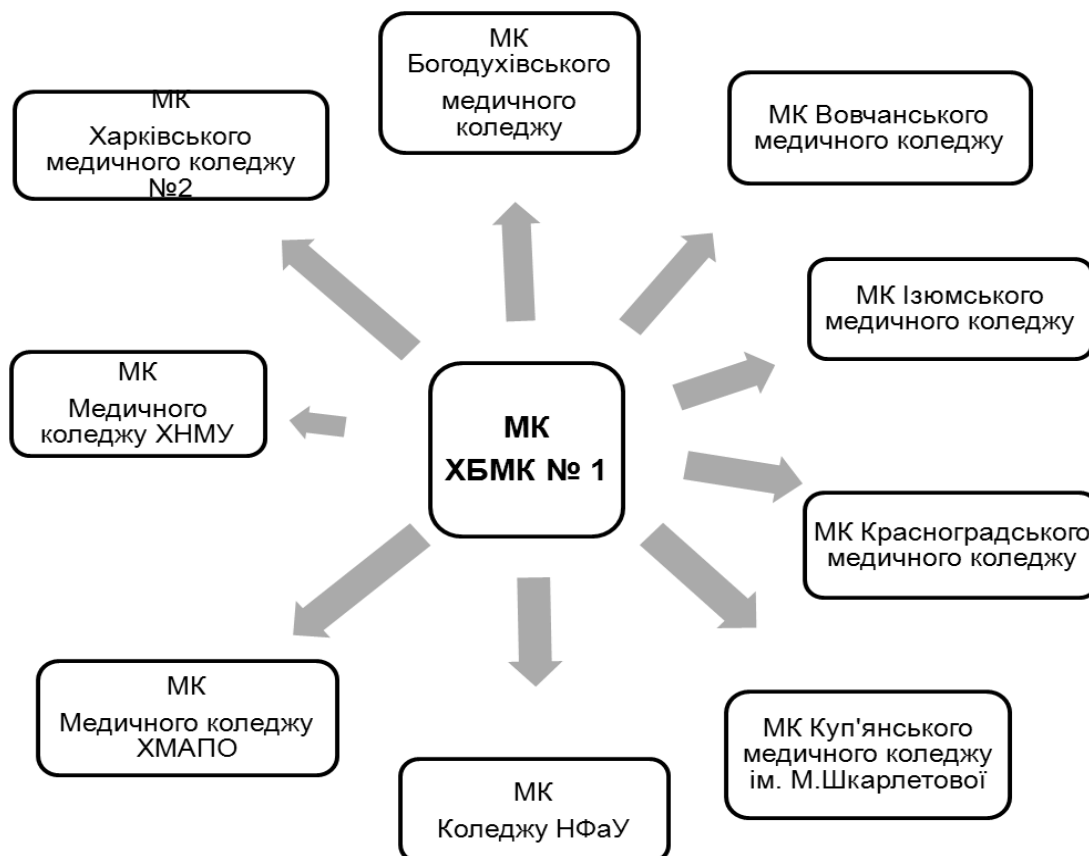 МК
Богодухівського
медичного
коледжу
МК
Харківського
медичного коледжу
№2
МК Вовчанського
медичного коледжу
МК Ізюмського
медичного коледжу
МК
Медичного
коледжу ХНМУ
МК
ХБМК № 1
МК Красноградського
медичного коледжу
МК
Медичного коледжу
ХМАПО
МК Куп'янського
медичного коледжу
ім. М.Шкарлетової
МК
Коледжу НФаУ